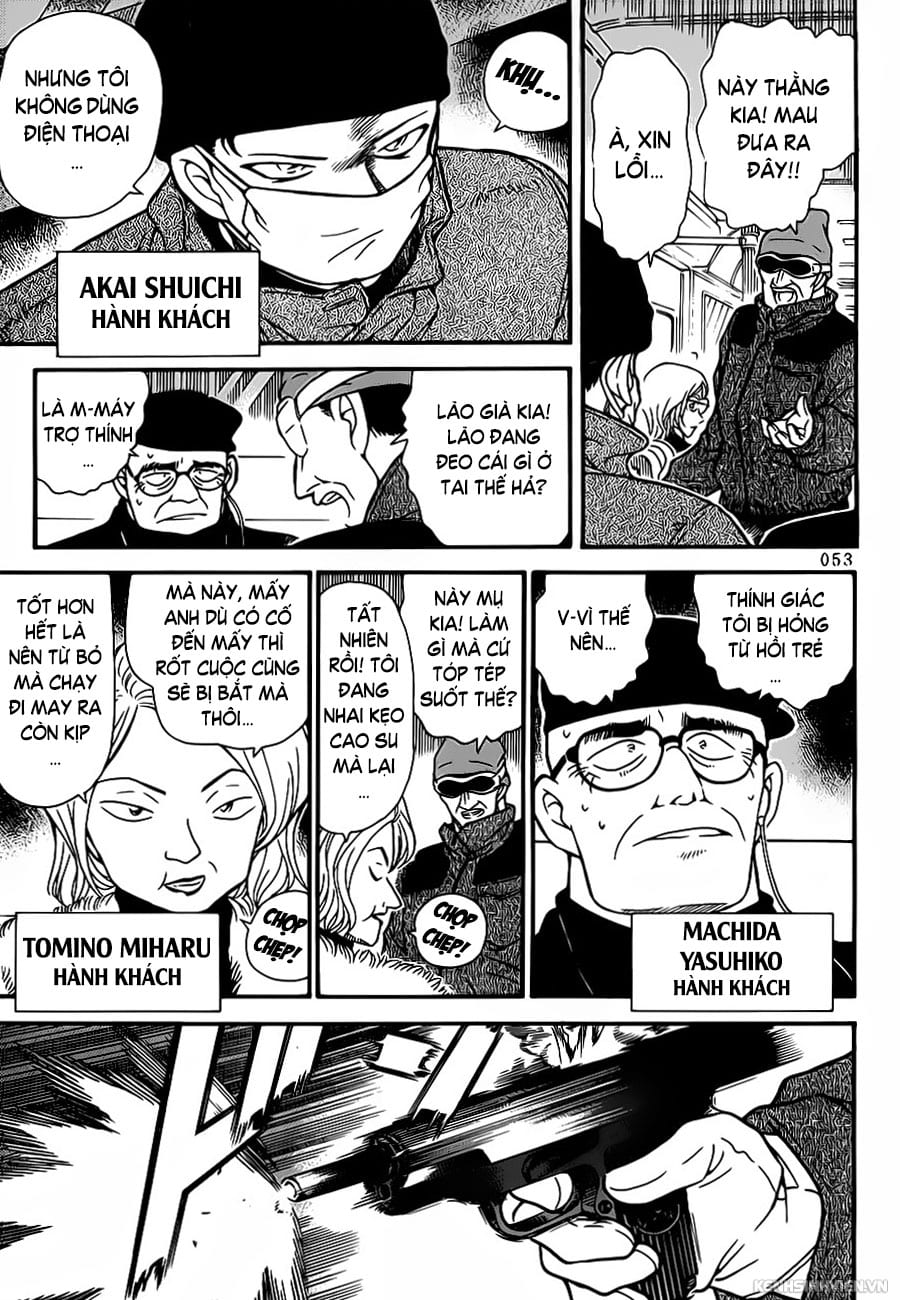 NÀY THẰNG
KIA! MAU
ĐƯA RA
ĐÂY!!
À, XIN
LỖI...
KHỤ...
NHƯNG TÔI
KHÔNG DÙNG
ĐIỆN THOẠI
...
AKAI SHUICHI
HÀNH KHÁCH
LÃO GIÀ KIA!
LÃO ĐANG
ĐEO CÁI GÌ Ở
TAI THẾ HẢ?
LÀ M-MÁY
TRỢ THÍNH
...
053
THÍNH GIÁC
TÔI BỊ HỎNG
TỪ HỒI TRẺ
...
V-VÌ THẾ
NÊN...
MACHIDA
YASUHIKO
HÀNH KHÁCH
NÀY MỤ
KIA! LÀM
GÌ MÀ CỨ
TÓP TÉP
SUỐT THẾ?
TẤT
NHIÊN
RỒI! TÔI
ĐANG
NHAI KẸO
CAO SU
MÀ LẠI
...
CHỌP
CHẸP!
MÀ NÀY, MẤY
ANH DÙ CÓ CỐ
ĐẾN MẤY THÌ
RỐT CUỘC CŨNG
SẼ BỊ BẮT MÀ
THÔI...
TỐT HƠN
HẾT LÀ
NÊN TỪ BỎ
MÀ CHẠY
ĐI MAY RA
CÒN KỊP
...
CHỌP
CHẸP!
TOMINO MIHARU
HÀNH KHÁCH
KENHSINHVIEN.VN